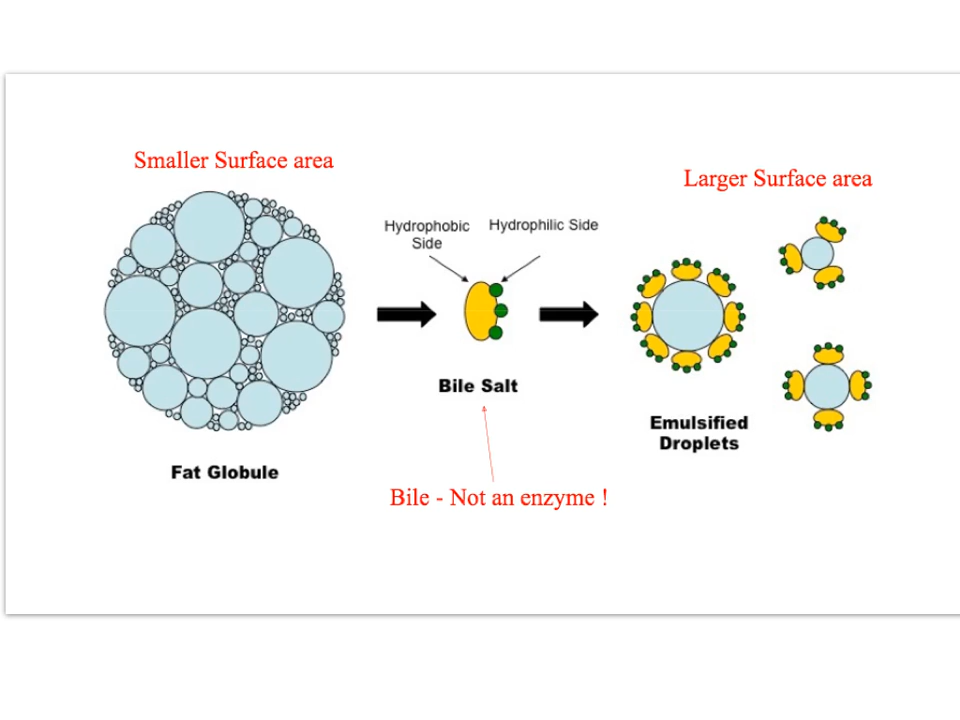 Smaller Surface area
Larger Surface area
Hydrophobic
Side
Hydrophilic Side
Bile Salt
Emulsified
Droplets
Fat Globule
Bile - Not an enzyme !